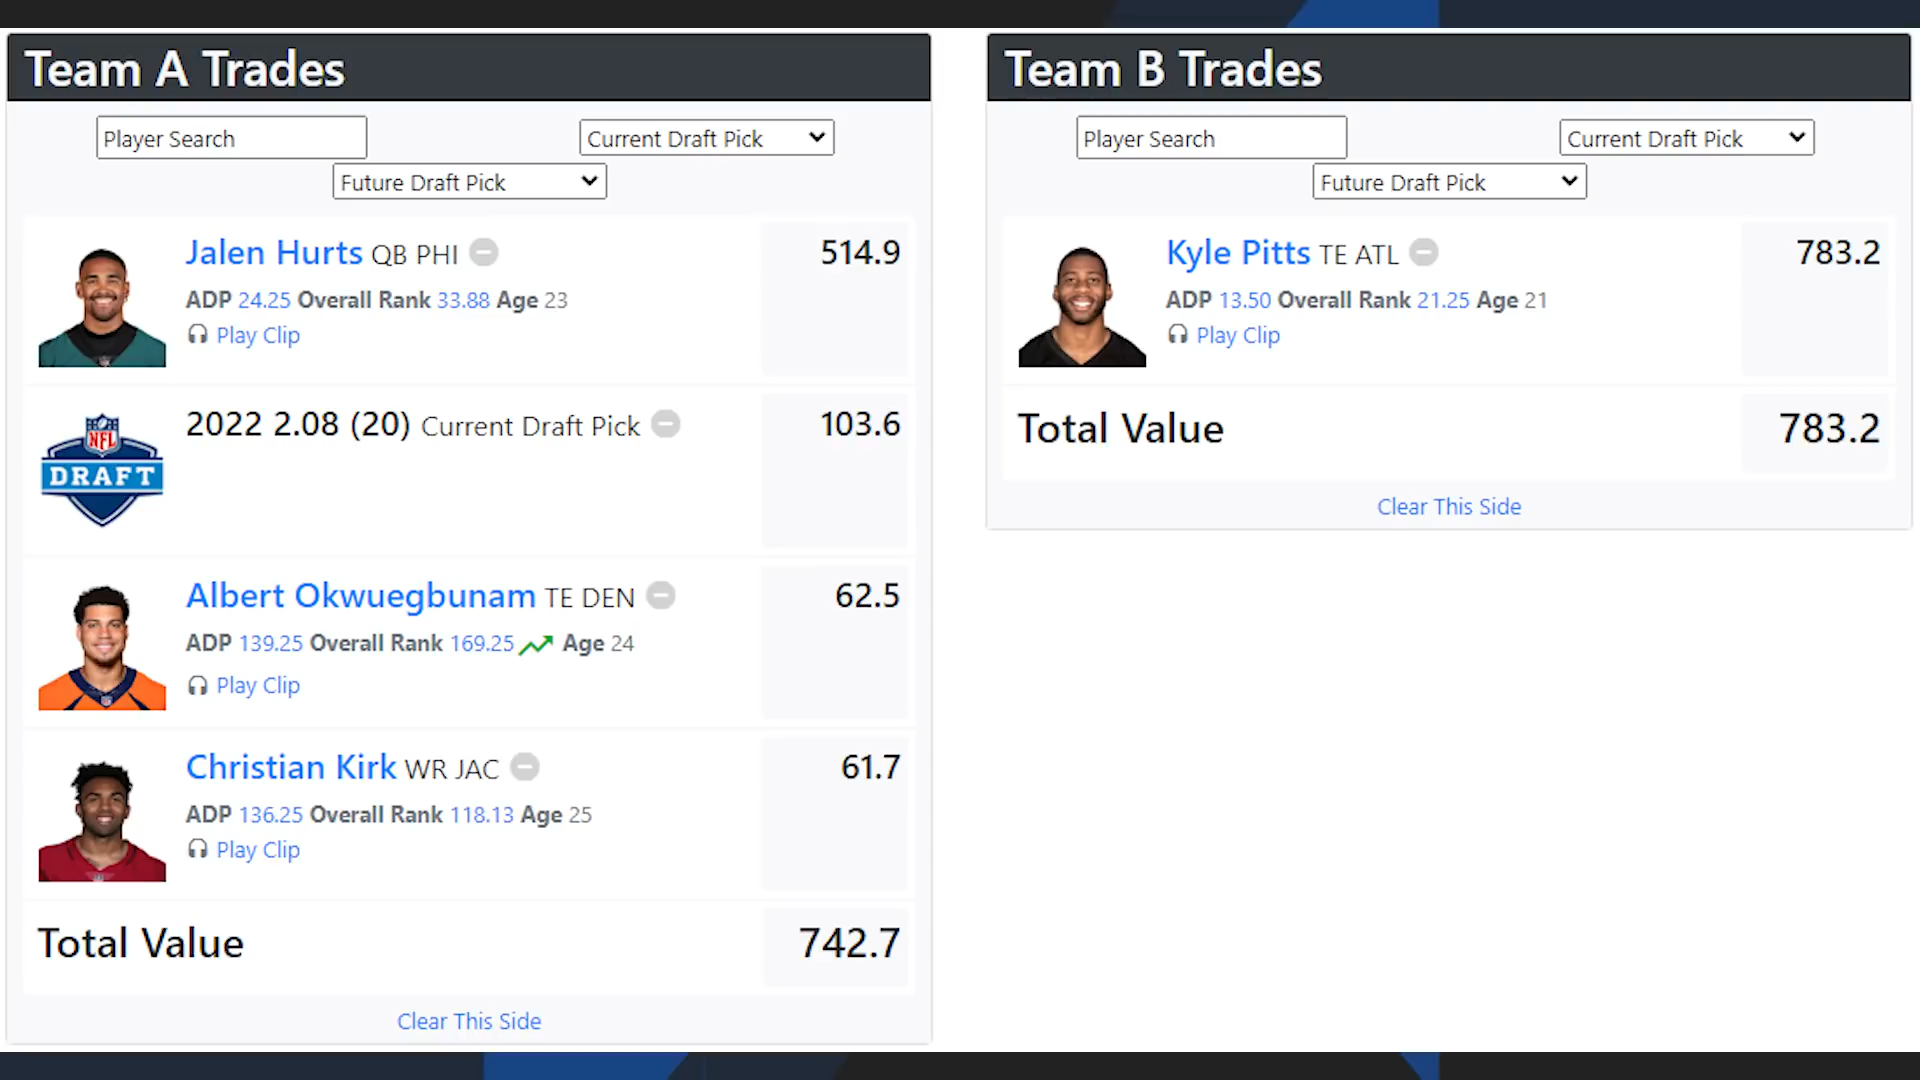 Team A Trades
Player Search
Current Draft Pick
Future Draft Pick
Jalen Hurts QB PHI
514.9
ADP 24.25 Overall Rank 33.88 Age 23
Play Clip
2022 2.08 (20) Current Draft Pick
103.6
NFL
DRAFT
Albert Okwuegbunam TE DEN
62.5
ADP 139.25 Overall Rank 169.25 Age 24
Play Clip
Christian Kirk WR JAC
61.7
ADP 136.25 Overall Rank 118.13 Age 25
Play Clip
Total Value
742.7
Clear This Side
Team B Trades
Player Search
Current Draft Pick
Future Draft Pick
Kyle Pitts TE ATL
783.2
ADP 13.50 Overall Rank 21.25 Age 21
Play Clip
Total Value
783.2
Clear This Side